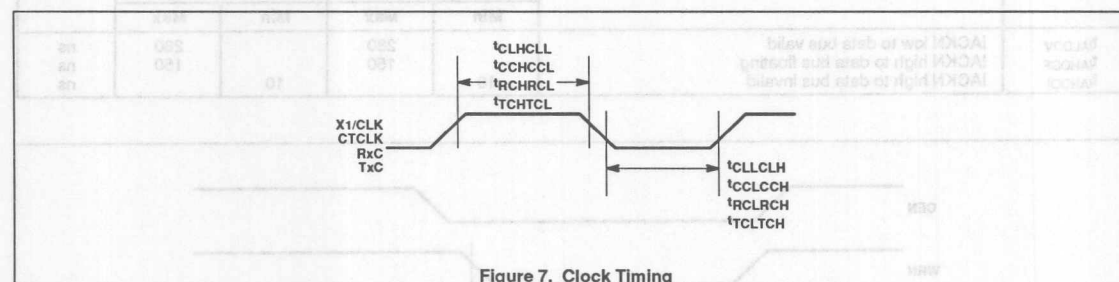 tCLHCLL
tCCHCCL
tRCHRCL
tTCHTCL
X1/CLK
CTCLK
RxC
TxC
tCLLCLH
tCCLCCH
tRCLRCH
tTCLTCH
Figure 7. Clock Timing